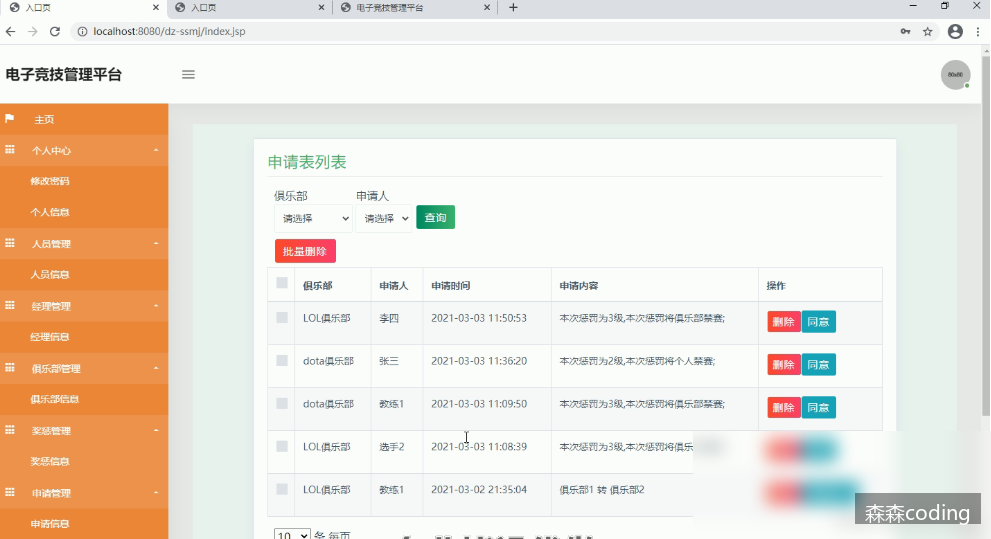 入口页
入口页
电子竞技管理平台
localhost:8080/dz-ssmj/index.jsp
电子竞技管理平台
60x60
主页
个人中心
修改密码
个人信息
人员管理
人员信息
经理管理
经理信息
俱乐部管理
俱乐部信息
奖惩管理
奖惩信息
申请管理
申请信息
申请表列表
俱乐部 申请人
请选择 请选择 查询
批量删除
俱乐部 申请人 申请时间 申请内容 操作
LOL俱乐部 李四 2021-03-03 11:50:53 本次惩罚为3级,本次惩罚将俱乐部禁赛; 删除 同意
dota俱乐部 张三 2021-03-03 11:36:20 本次惩罚为2级,本次惩罚将个人禁赛; 删除 同意
dota俱乐部 教练1 2021-03-03 11:09:50 本次惩罚为3级,本次惩罚将俱乐部禁赛; 删除 同意
LOL俱乐部 选手2 2021-03-03 11:08:39 本次惩罚为3级,本次惩罚将俱乐
LOL俱乐部 教练1 2021-03-02 21:35:04 俱乐部1 转 俱乐部2
10 条 每页
森森coding